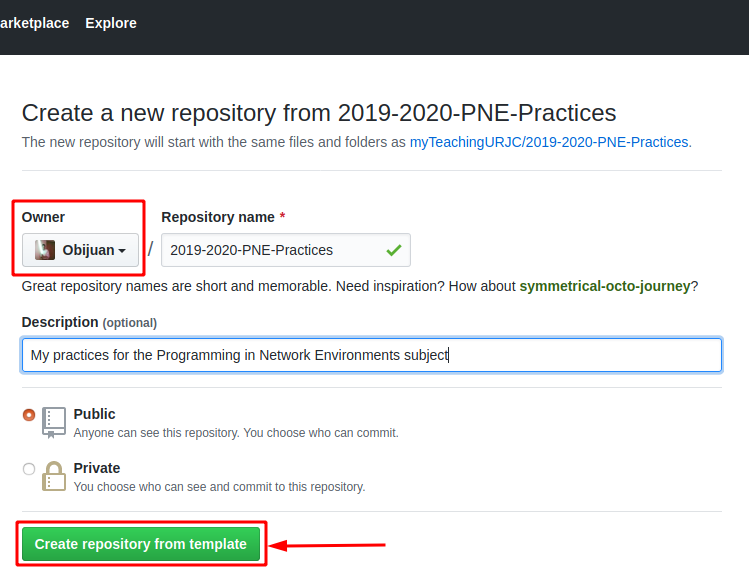 arketplace Explore
Create a new repository from 2019-2020-PNE-Practices
The new repository will start with the same files and folders as myTeachingURJC/2019-2020-PNE-Practices.
Owner Repository name *
Obijuan / 2019-2020-PNE-Practices
Great repository names are short and memorable. Need inspiration? How about symmetrical-octo-journey?
Description (optional)
My practices for the Programming in Network Environments subject
Public
Anyone can see this repository. You choose who can commit.
Private
You choose who can see and commit to this repository.
Create repository from template